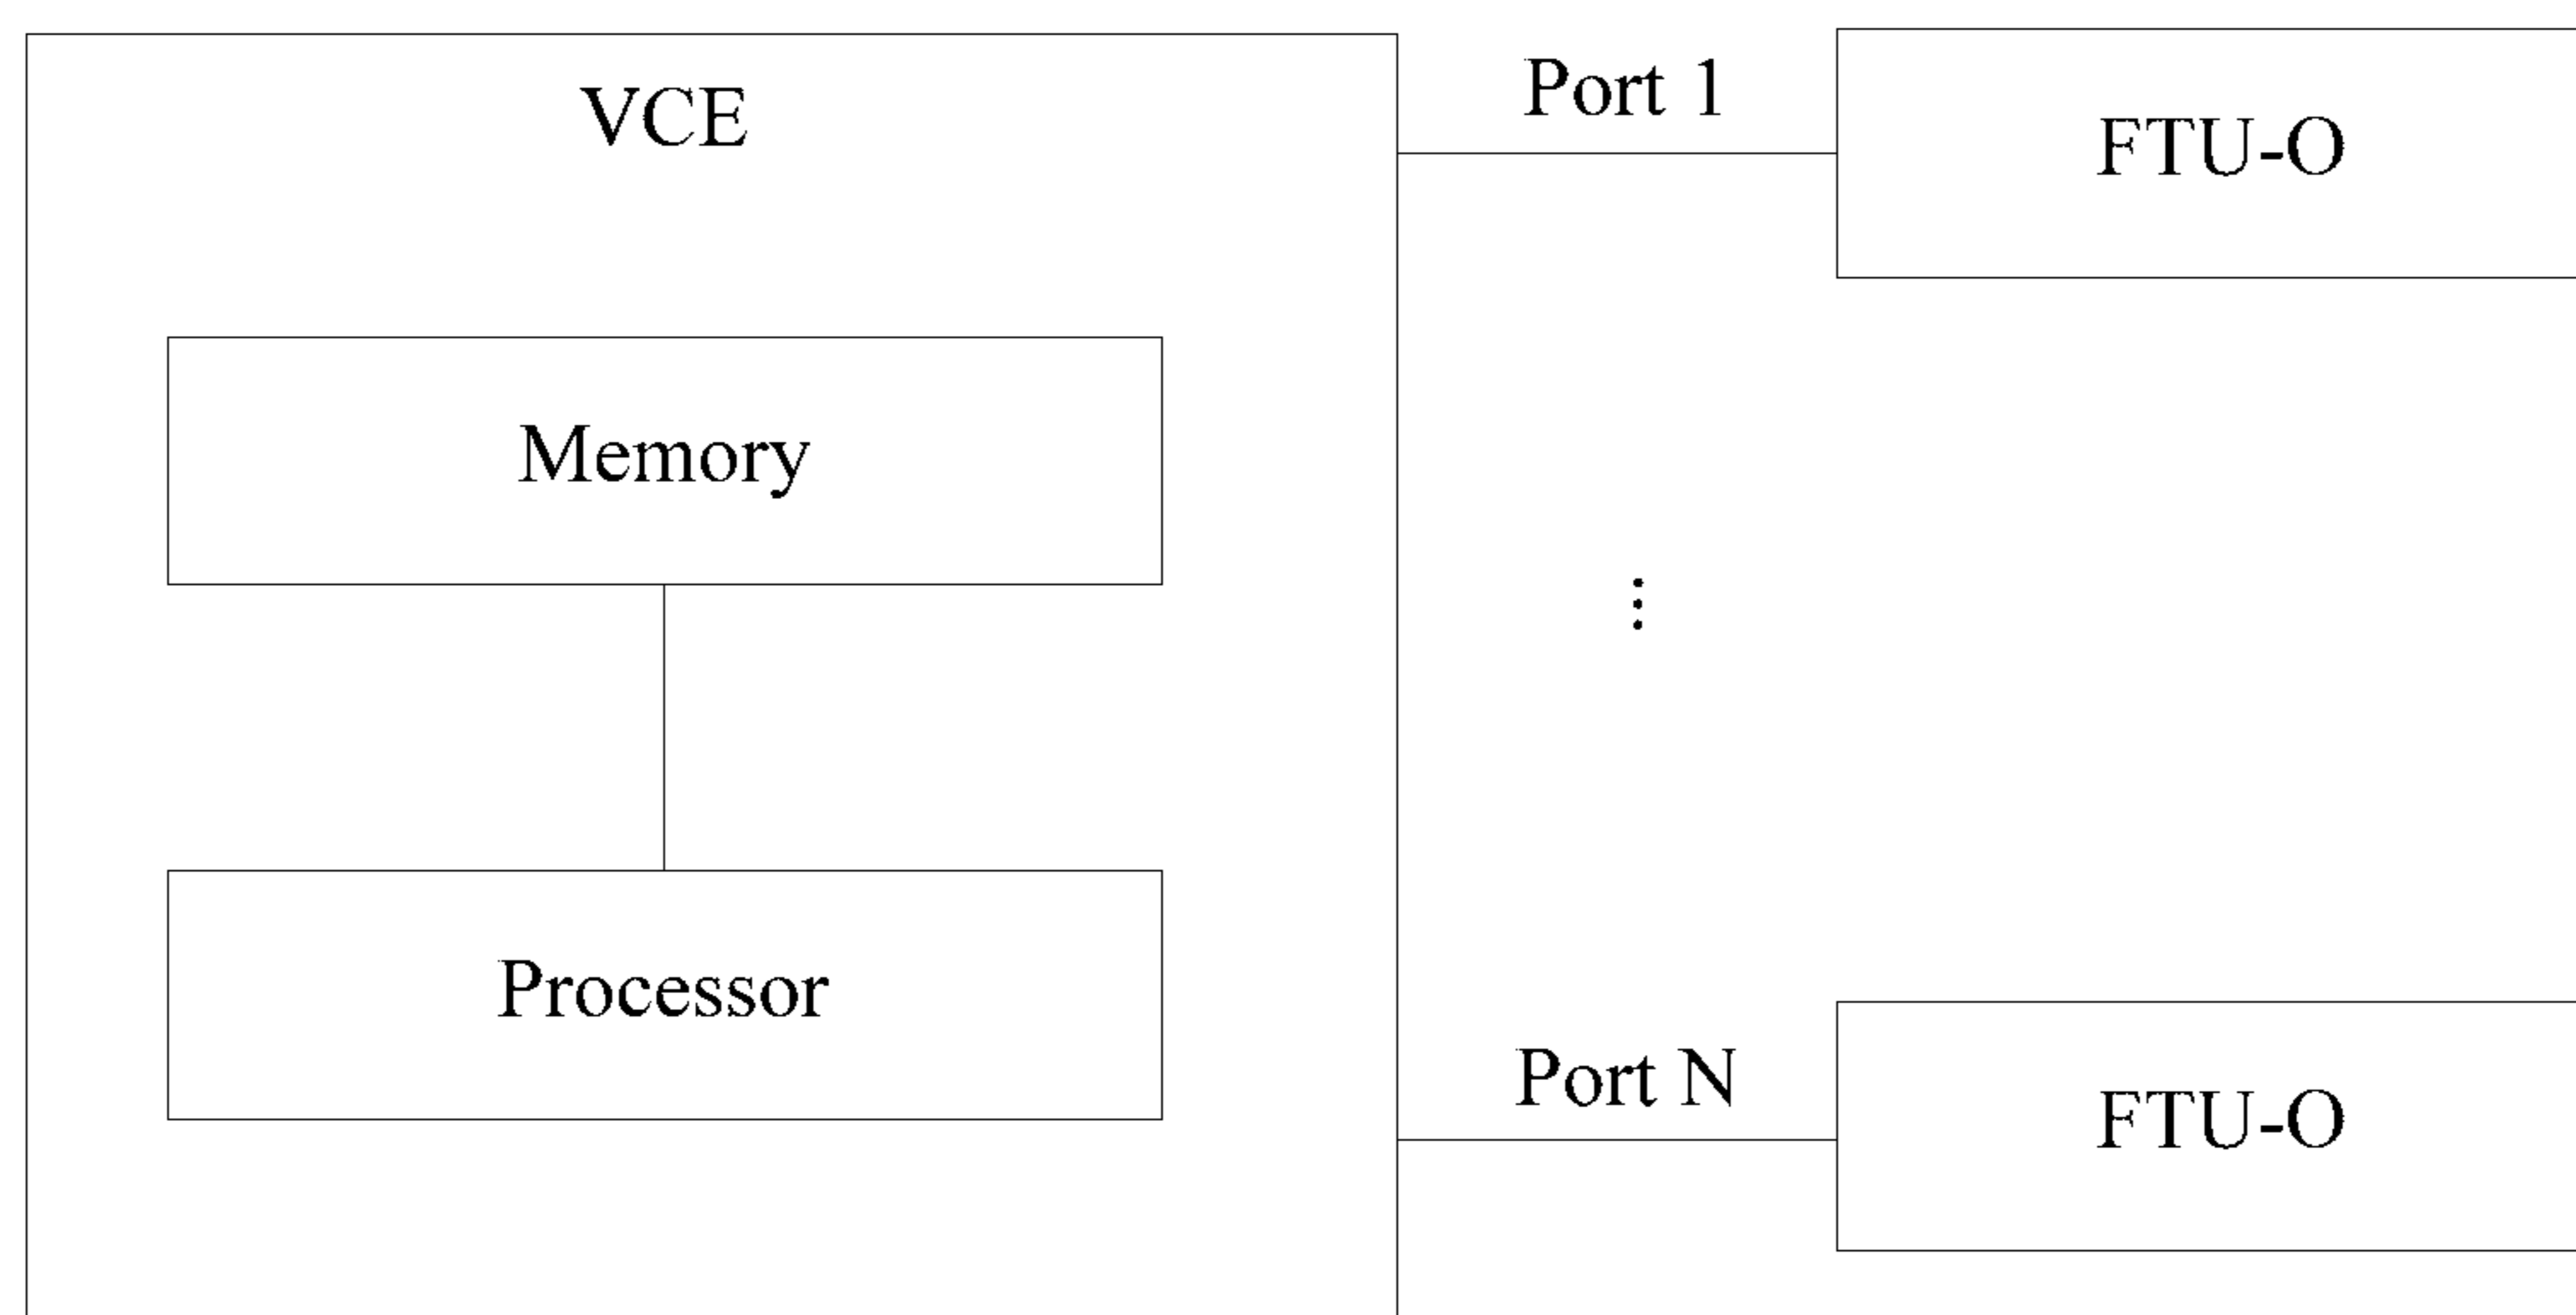 VCE
Port 1
FTU-O
Memory
⋮
Processor
Port N
FTU-O